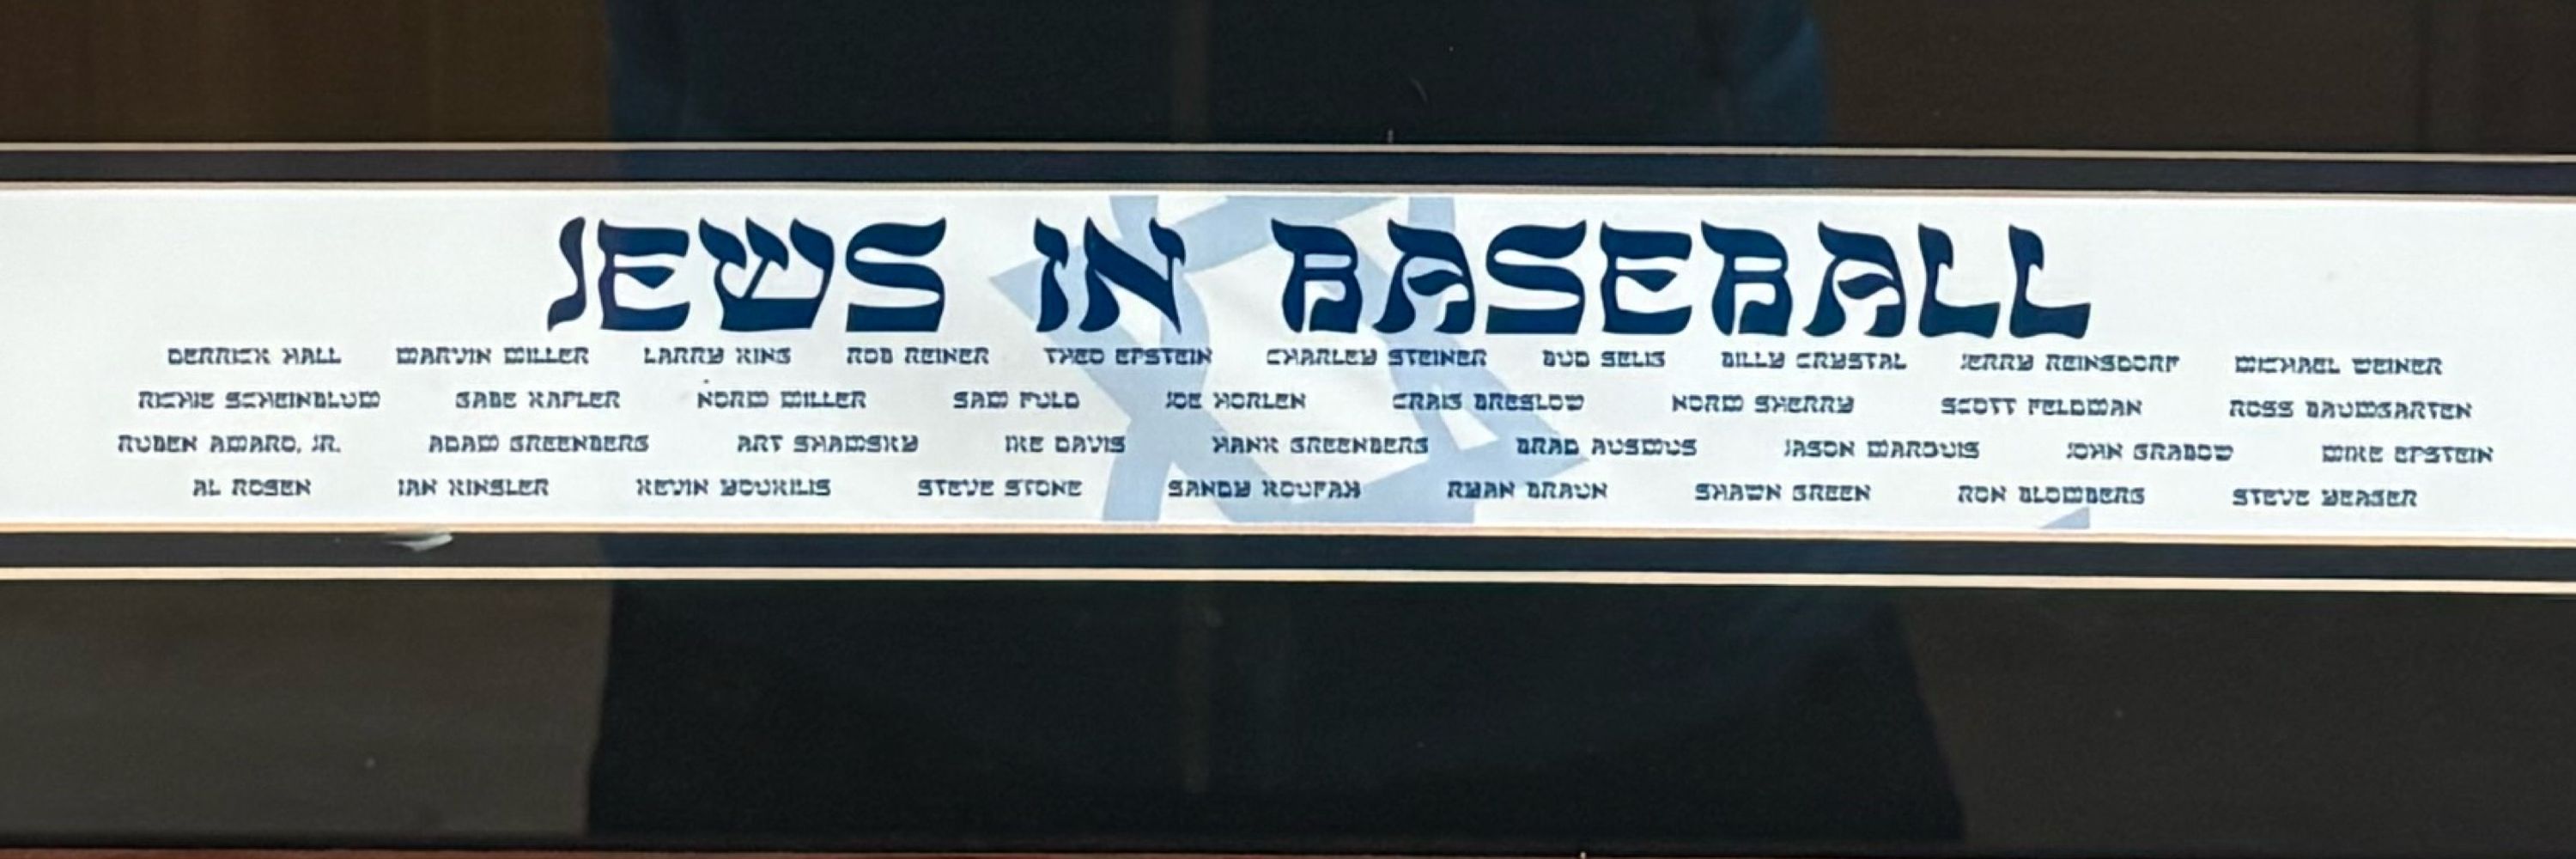 JEWS IN BASEBALL
DERRICK HALL MARVIN MILLER LARRY KING ROB REINER THEO EPSTEIN CHARLEY STEINER BUD SELIG BILLY CRYSTAL JERRY REINSDORF MICHAEL WEINER
RICHIE SCHEINBLUM GABE KAPLER NORM MILLER SAM FULD JOE HORLEN CRAIG BRESLOW NORM SHERRY SCOTT FELDMAN ROSS BAUMGARTEN
RUBEN AMARO, JR. ADAM GREENBERG ART SHAMSKY IKE DAVIS HANK GREENBERG BRAD AUSMUS JASON MARQUIS JOHN GRABOW MIKE EPSTEIN
AL ROSEN IAN KINSLER KEVIN YOUKILIS STEVE STONE SANDY KOUFAX RYAN BRAUN SHAWN GREEN RON BLOMBERG STEVE YEAGER